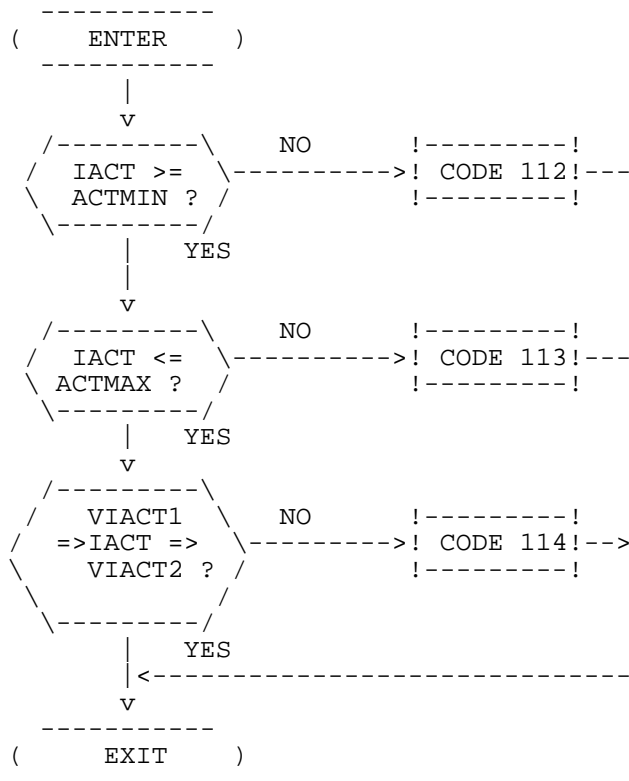 ENTER
NO
IACT >=
CODE 112
ACTMIN ?
YES
NO
IACT <=
CODE 113
ACTMAX ?
YES
VIACT1
NO
=>IACT =>
CODE 114
VIACT2 ?
YES
EXIT